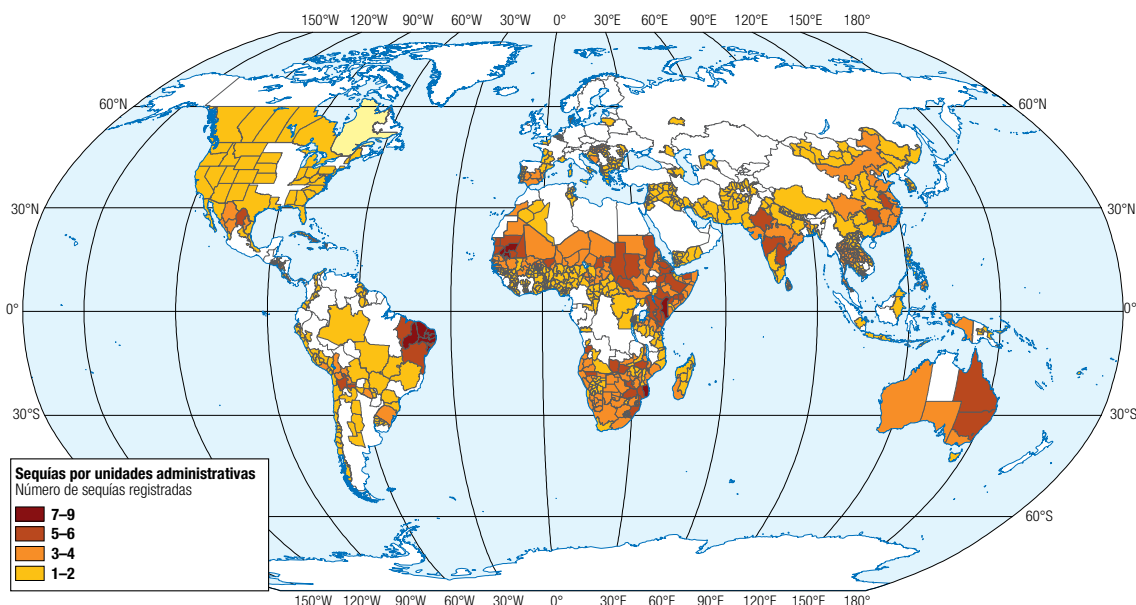 150°W 120°W 90°W 60°W 30°W 0° 30°E 60°E 90°E 120°E 150°E 180°
60°N 60°N
30°N 30°N
0° 0°
30°S 30°S
60°S
Sequías por unidades administrativas
Número de sequías registradas
7–9
5–6
3–4
1–2
150°W 120°W 90°W 60°W 30°W 0° 30°E 60°E 90°E 120°E 150°E 180°